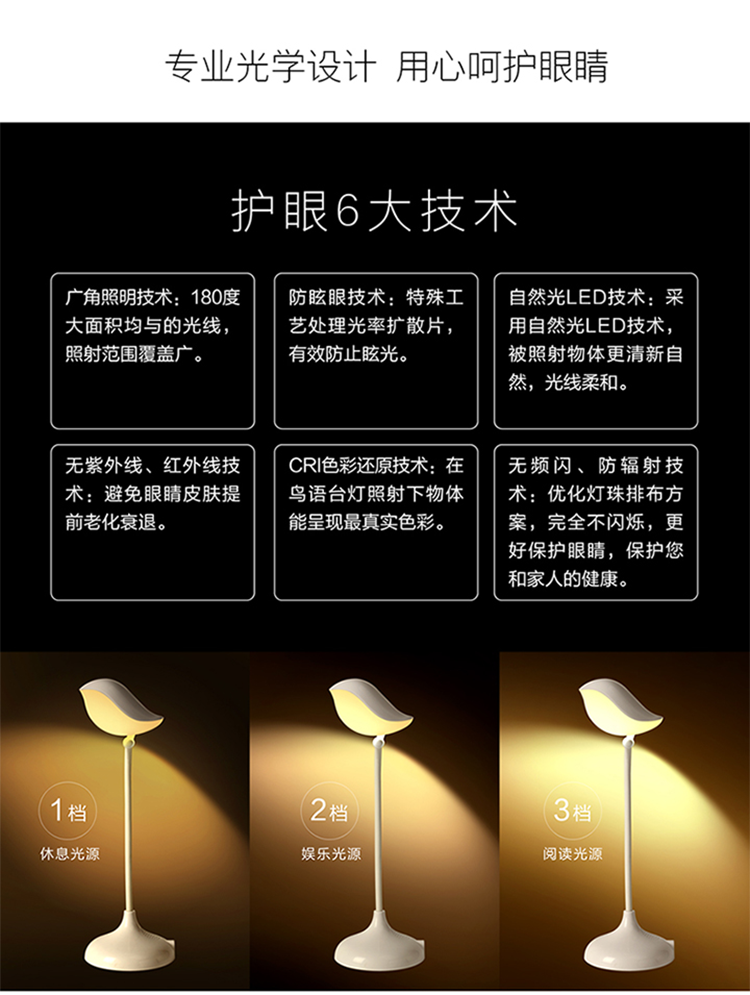 专业光学设计 用心呵护眼睛
护眼6大技术
广角照明技术：180度
大面积均与的光线，
照射范围覆盖广。
防眩眼技术：特殊工
艺处理光率扩散片，
有效防止眩光。
自然光LED技术：采
用自然光LED技术，
被照射物体更清新自
然，光线柔和。
无紫外线、红外线技
术：避免眼睛皮肤提
前老化衰退。
CRI色彩还原技术：在
鸟语台灯照射下物体
能呈现最真实色彩。
无频闪、防辐射技
术：优化灯珠排布方
案，完全不闪烁，更
好保护眼睛，保护您
和家人的健康。
1档
休息光源
2档
娱乐光源
3档
阅读光源